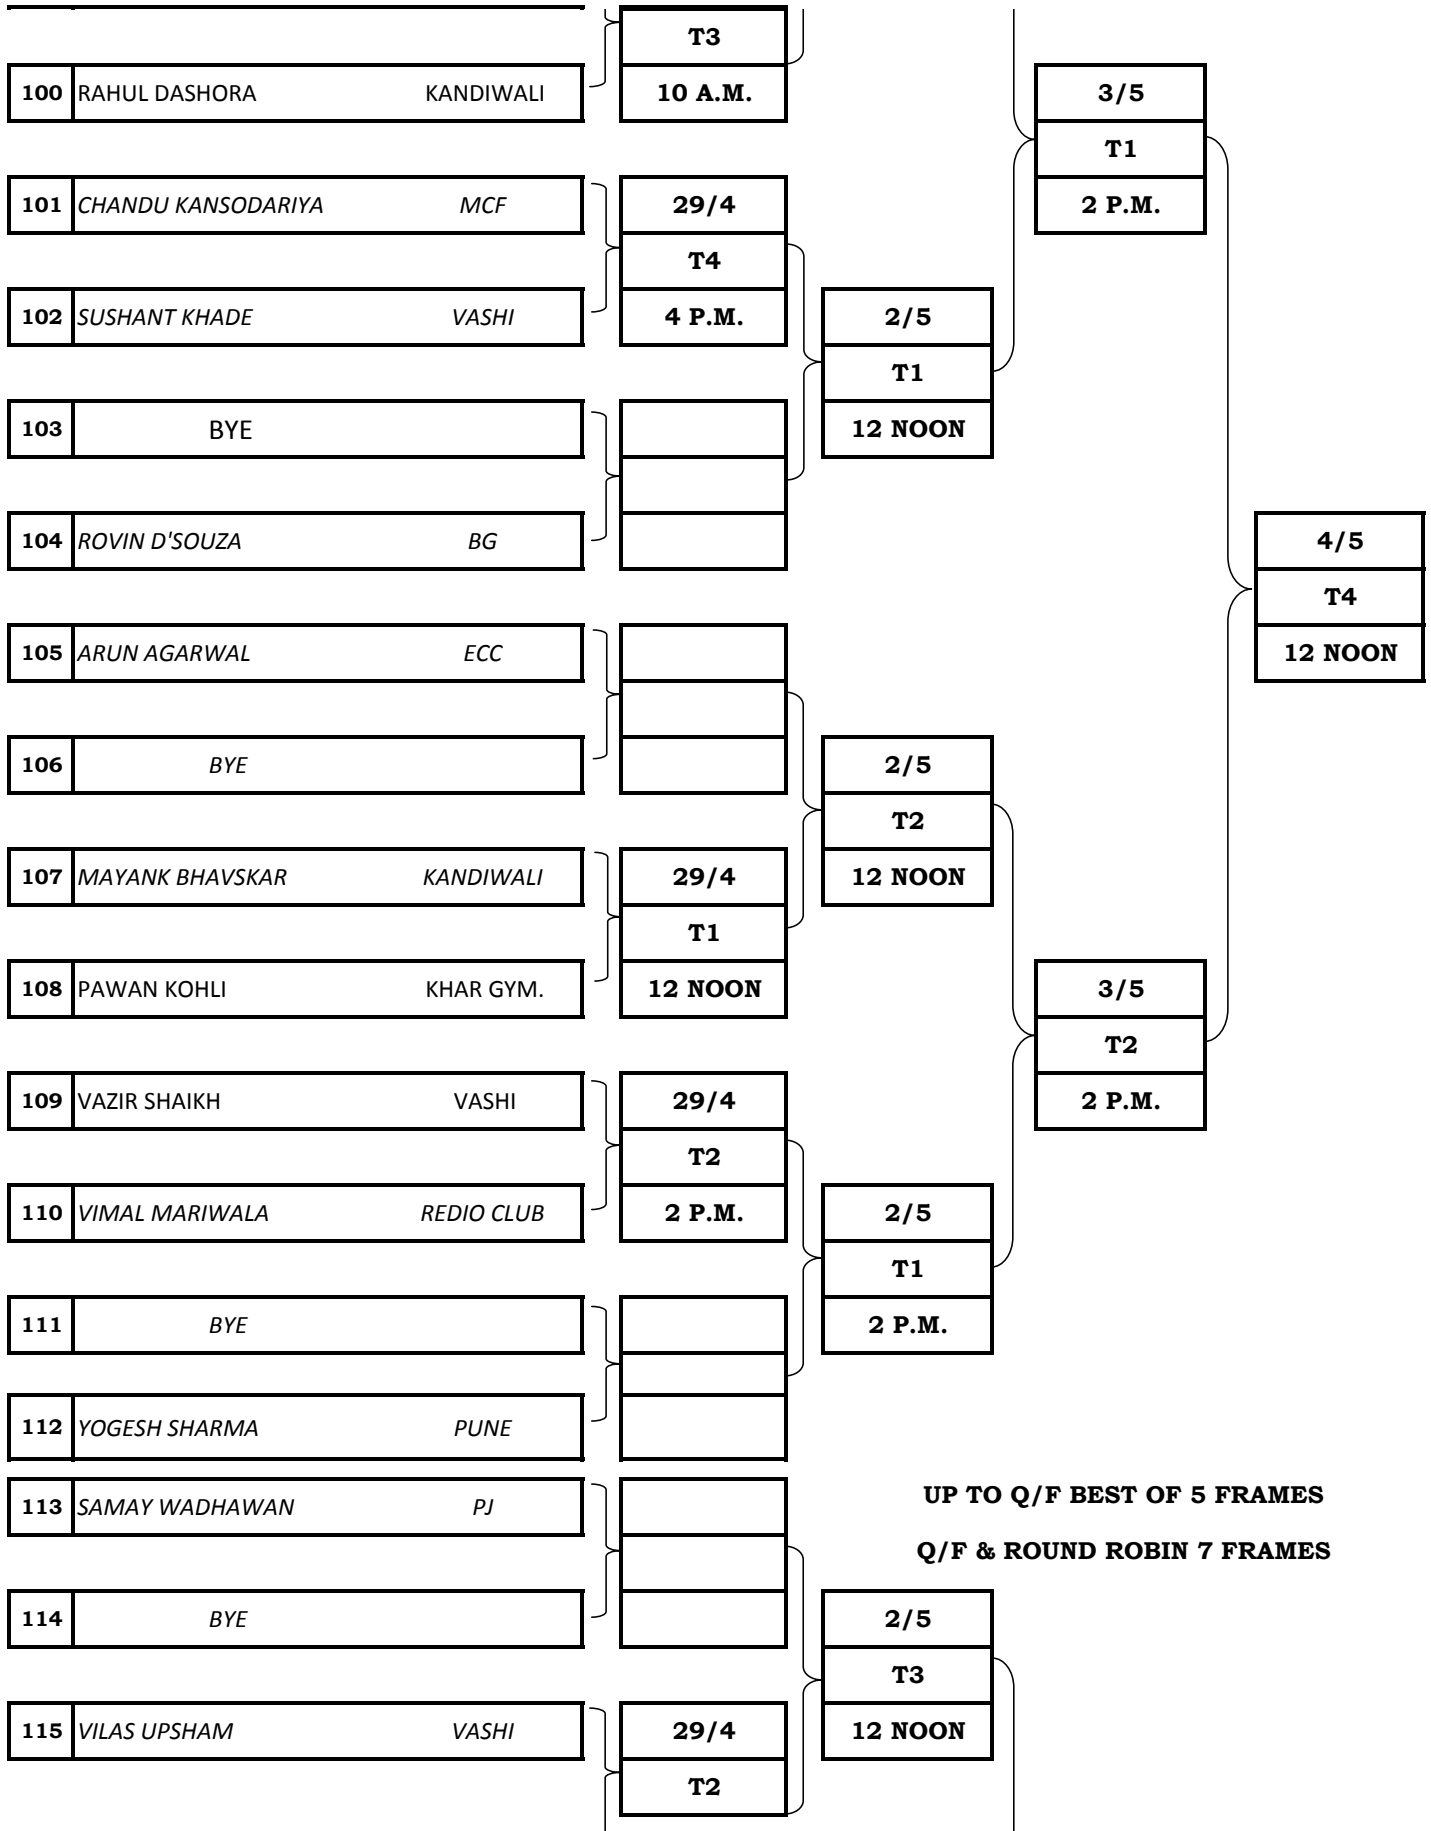 T3
100 RAHUL DASHORA KANDIWALI 10 A.M. 3/5
T1
101 CHANDU KANSODARIYA MCF 29/4 2 P.M.
T4
102 SUSHANT KHADE VASHI 4 P.M. 2/5
T1
103 BYE 12 NOON
104 ROVIN D'SOUZA BG 4/5
T4
105 ARUN AGARWAL ECC 12 NOON
106 BYE 2/5
T2
107 MAYANK BHAVSKAR KANDIWALI 29/4 12 NOON
T1
108 PAWAN KOHLI KHAR GYM. 12 NOON 3/5
T2
109 VAZIR SHAIKH VASHI 29/4 2 P.M.
T2
110 VIMAL MARIWALA REDIO CLUB 2 P.M. 2/5
T1
111 BYE 2 P.M.
112 YOGESH SHARMA PUNE
113 SAMAY WADHAWAN PJ UP TO Q/F BEST OF 5 FRAMES
Q/F & ROUND ROBIN 7 FRAMES
114 BYE 2/5
T3
115 VILAS UPSHAM VASHI 29/4 12 NOON
T2